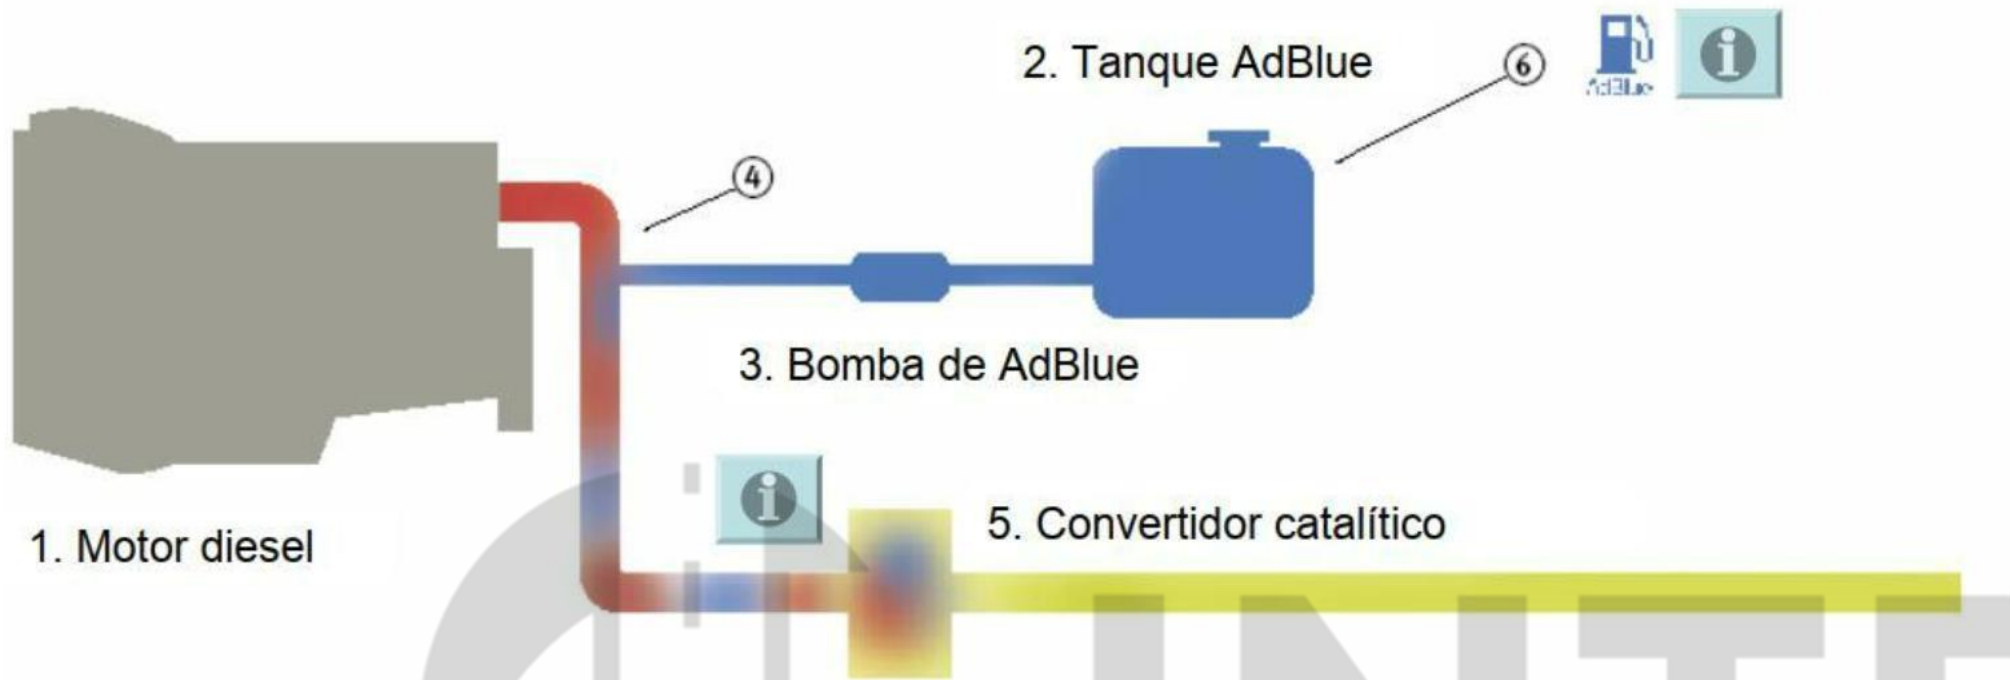 2. Tanque AdBlue
6
AdBlue
i
4
3. Bomba de AdBlue
i
5. Convertidor catalítico
1. Motor diesel